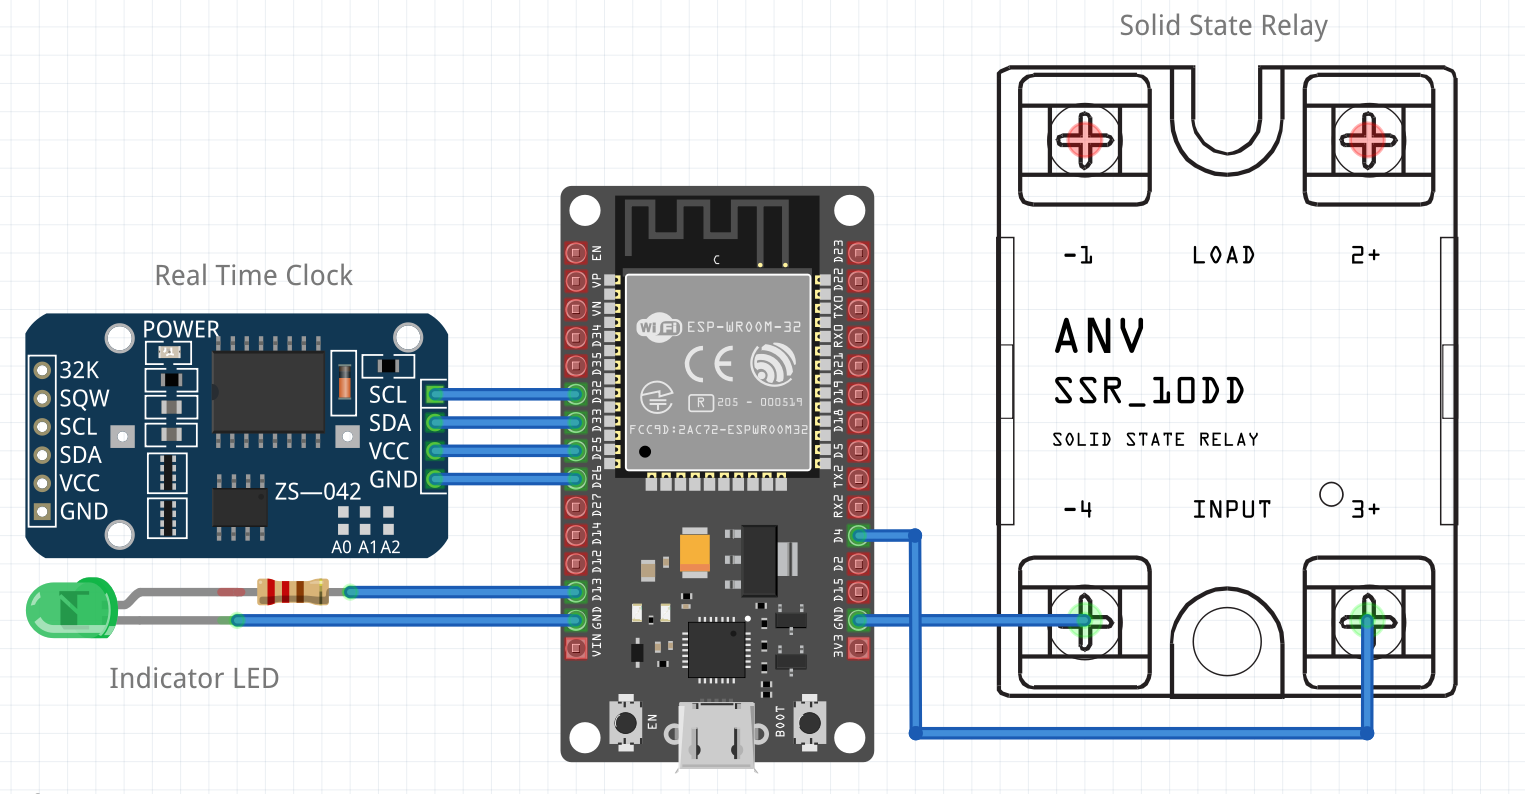 Solid State Relay
-1 LOAD 2+
ANV
SSR_10DD
SOLID STATE RELAY
-4 INPUT 3+
Real Time Clock
POWER
32K
SQW
SCL
SDA
VCC
GND
SCL
SDA
VCC
GND
ZS—042
A0 A1 A2
Indicator LED
EN
VP
VN
D34
D35
D32
D33
D25
D26
D27
D14
D12
D13
GND
VIN
C
WiFi ESP-WROOM-32
CE
R 205 - 000519
FCC9D:2AC72-ESPWROOM32
D23
D22
TX0
RX0
D21
D19
D18
D5
TX2
RX2
D4
D2
D15
GND
3V3
EN
BOOT